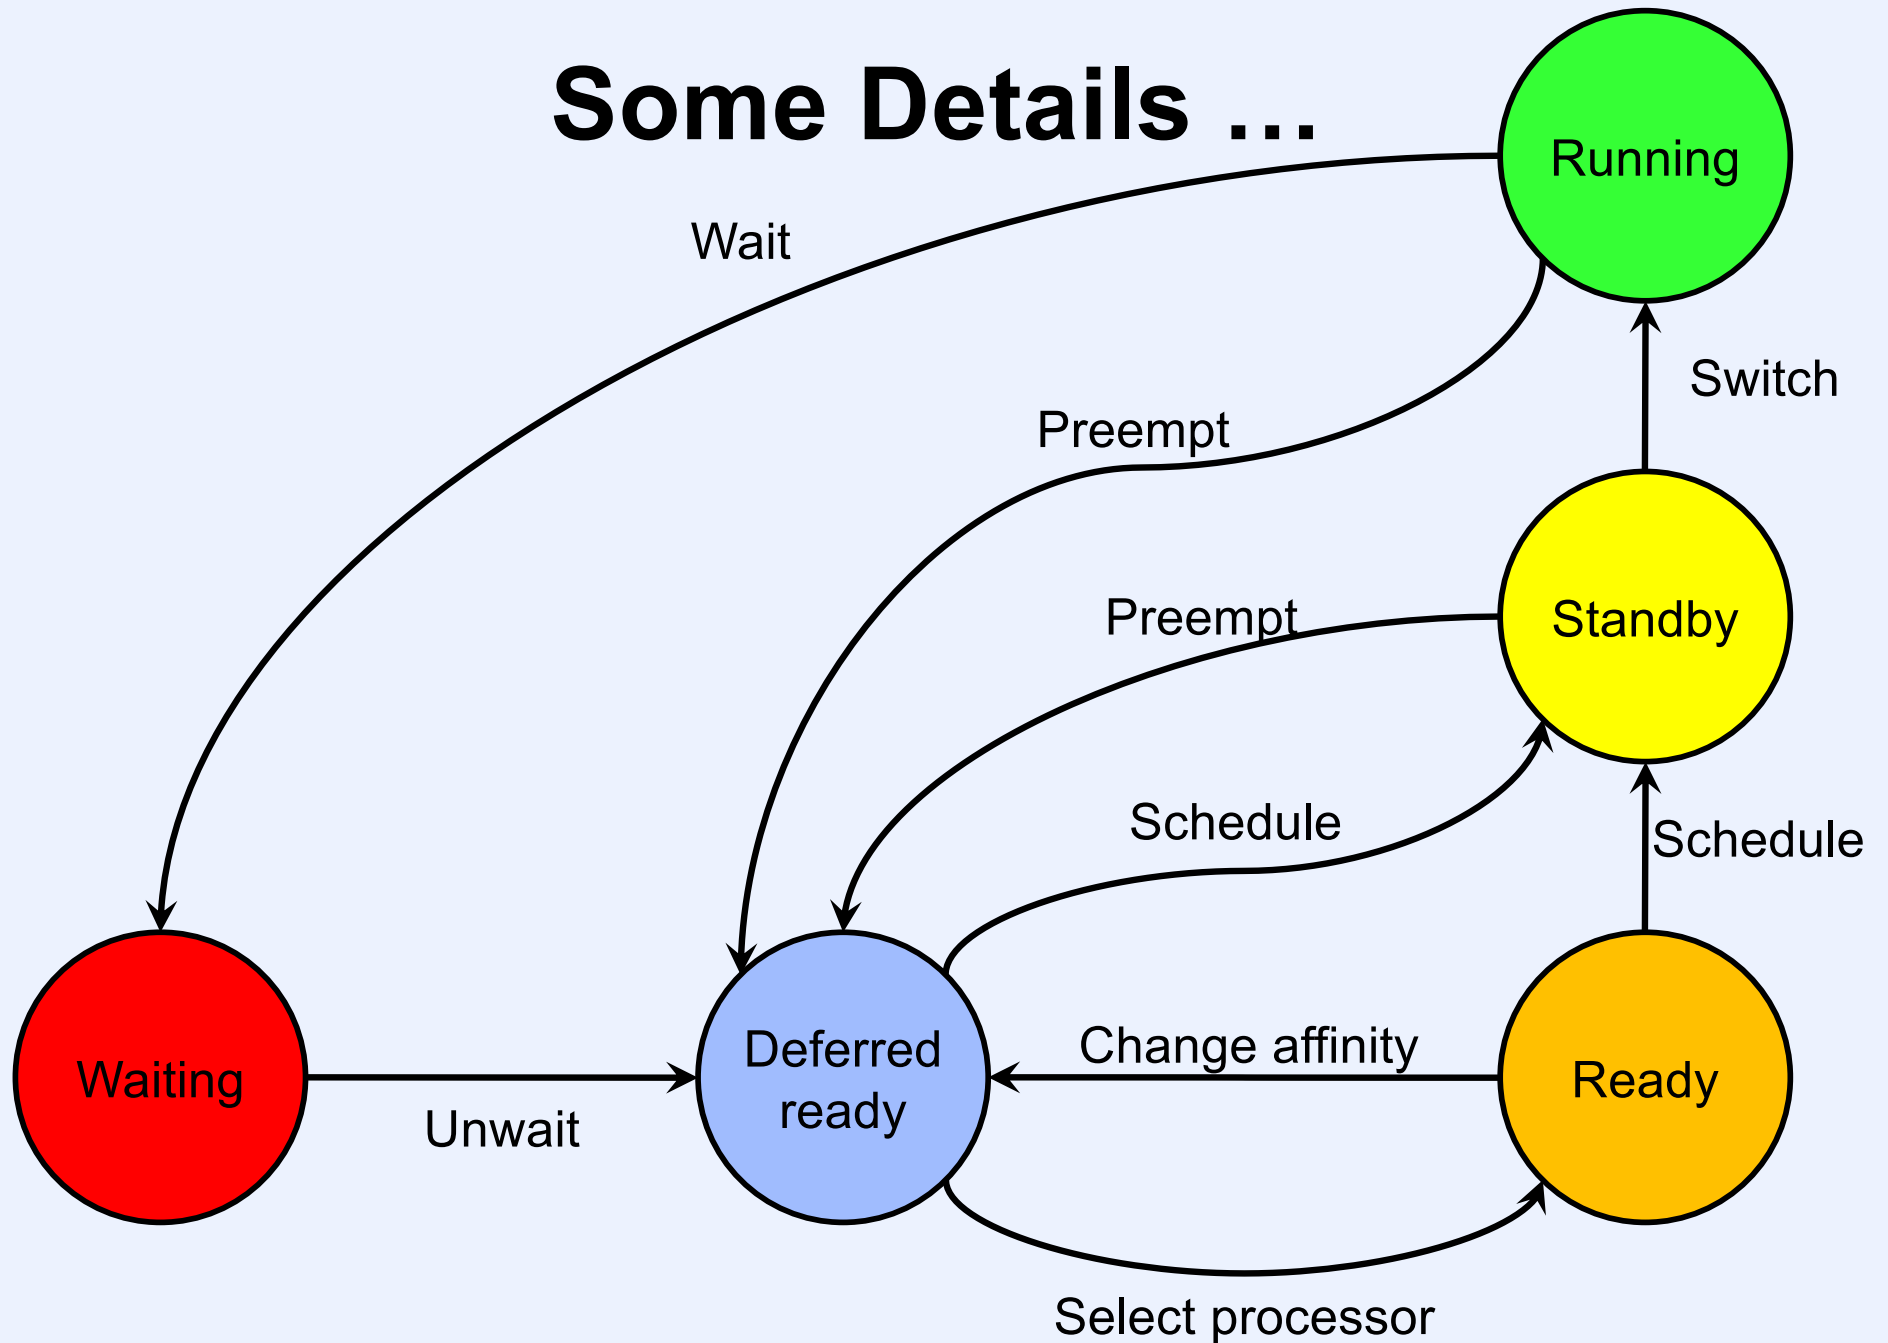 Some Details …
Running
Wait
Switch
Preempt
Preempt
Standby
Schedule
Schedule
Waiting
Unwait
Deferred
ready
Change affinity
Ready
Select processor